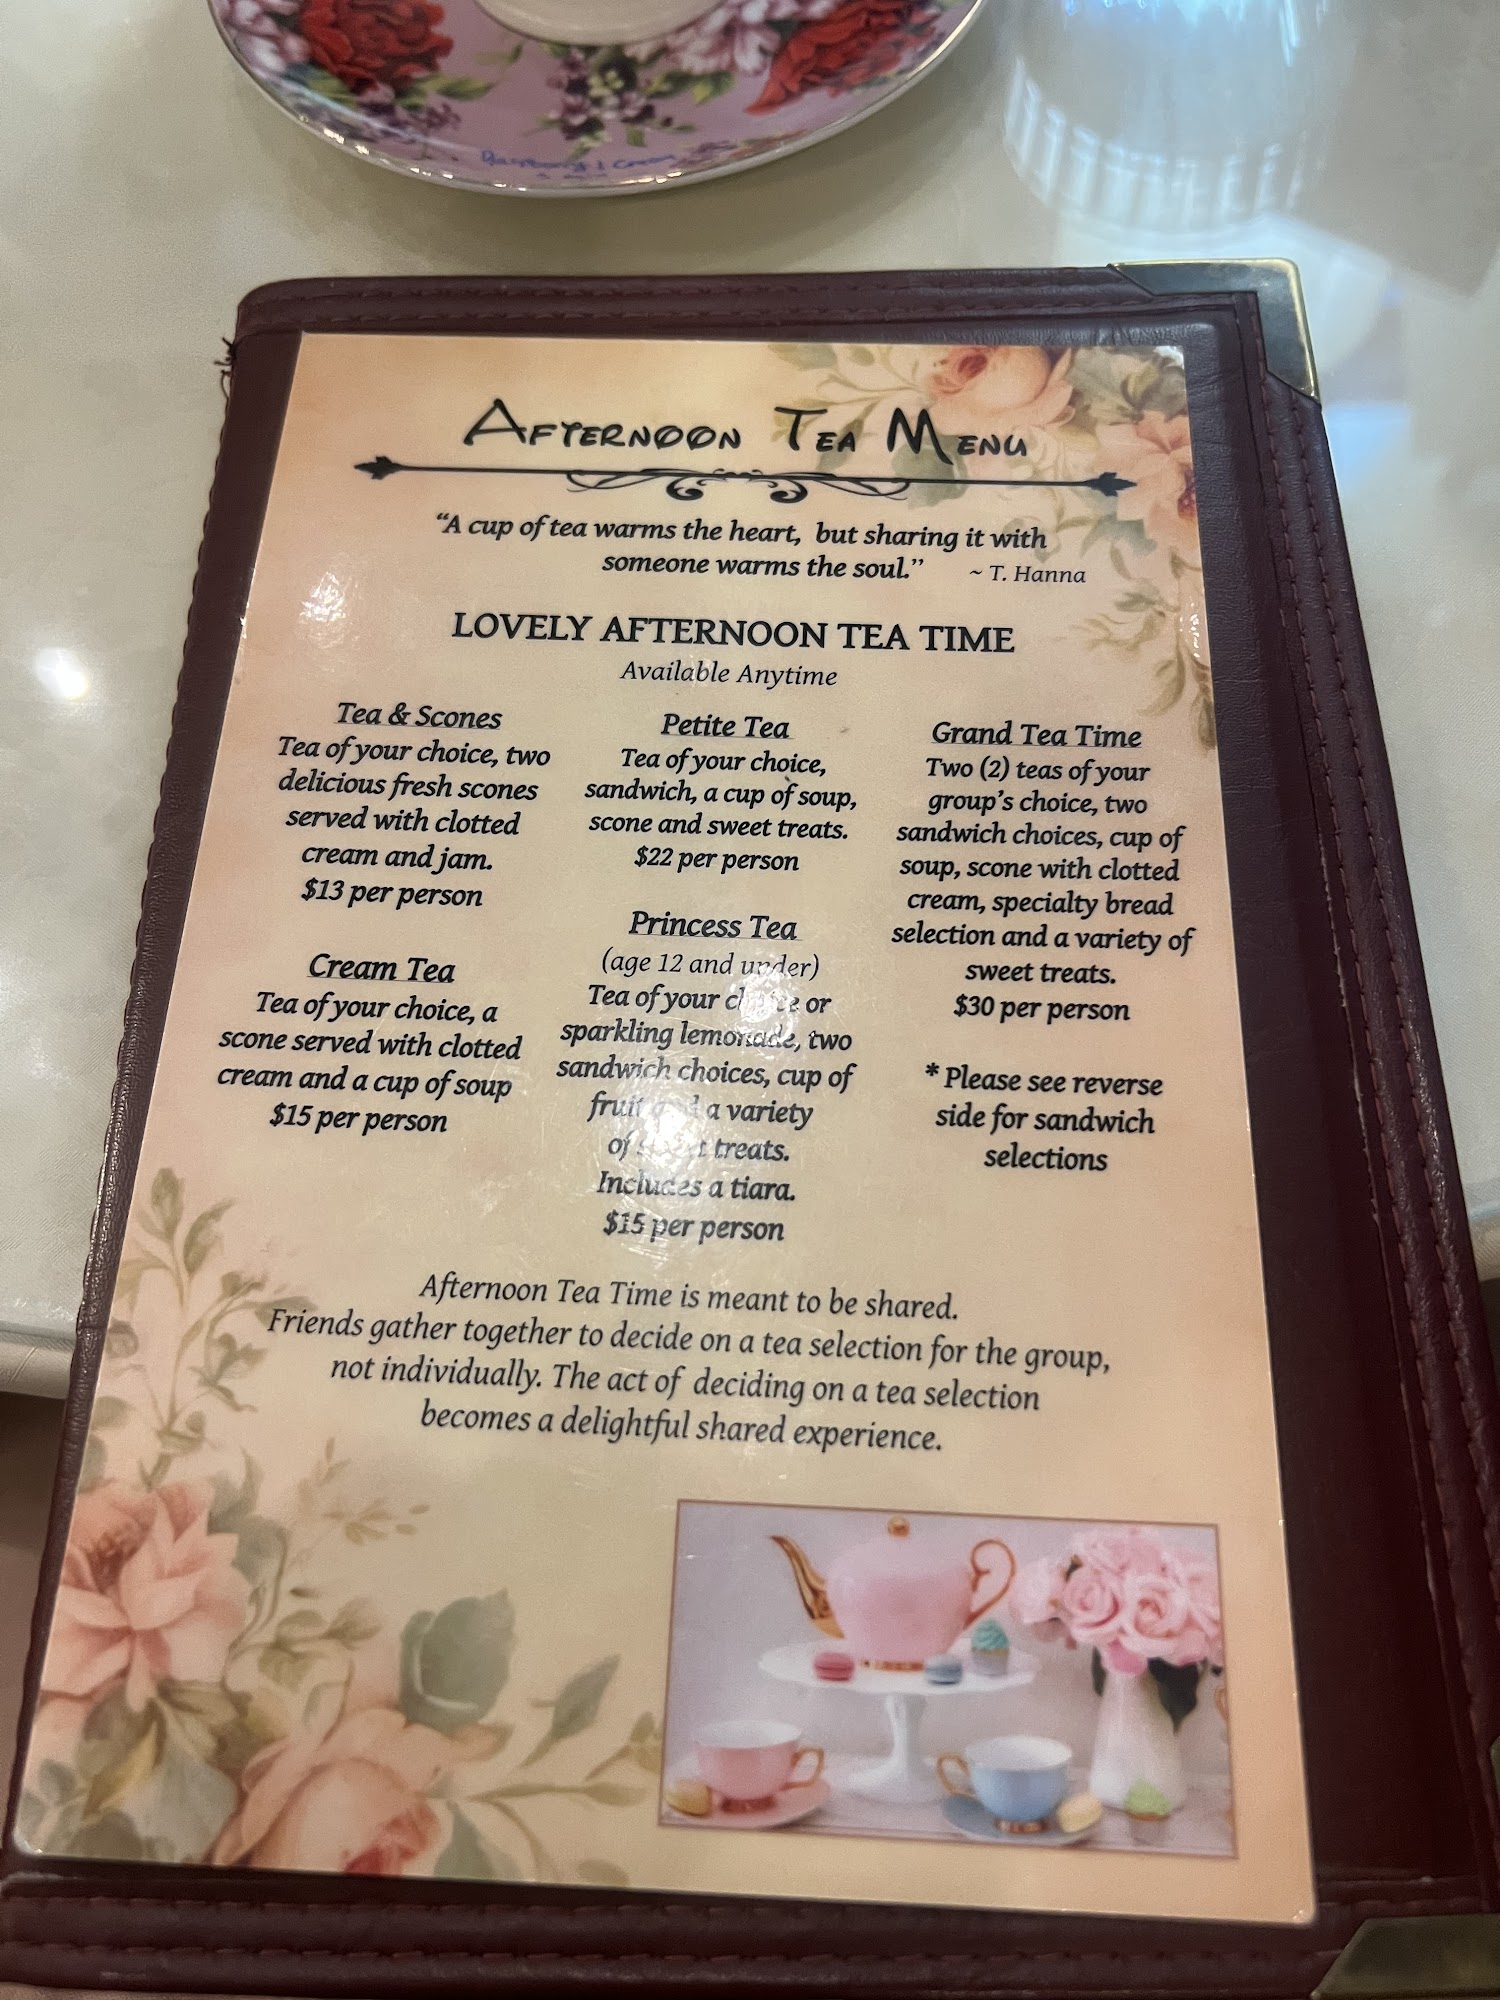 AFTERNOON TEA MENU
“A cup of tea warms the heart, but sharing it with
someone warms the soul.” ~ T. Hanna
LOVELY AFTERNOON TEA TIME
Available Anytime
Tea & Scones
Tea of your choice, two
delicious fresh scones
served with clotted
cream and jam.
$13 per person
Cream Tea
Tea of your choice, a
scone served with clotted
cream and a cup of soup
$15 per person
Petite Tea
Tea of your choice,
sandwich, a cup of soup,
scone and sweet treats.
$22 per person
Princess Tea
(age 12 and under)
Tea of your choice or
sparkling lemonade, two
sandwich choices, cup of
fruit and a variety
of sweet treats.
Includes a tiara.
$15 per person
Grand Tea Time
Two (2) teas of your
group's choice, two
sandwich choices, cup of
soup, scone with clotted
cream, specialty bread
selection and a variety of
sweet treats.
$30 per person
* Please see reverse
side for sandwich
selections
Afternoon Tea Time is meant to be shared.
Friends gather together to decide on a tea selection for the group,
not individually. The act of deciding on a tea selection
becomes a delightful shared experience.